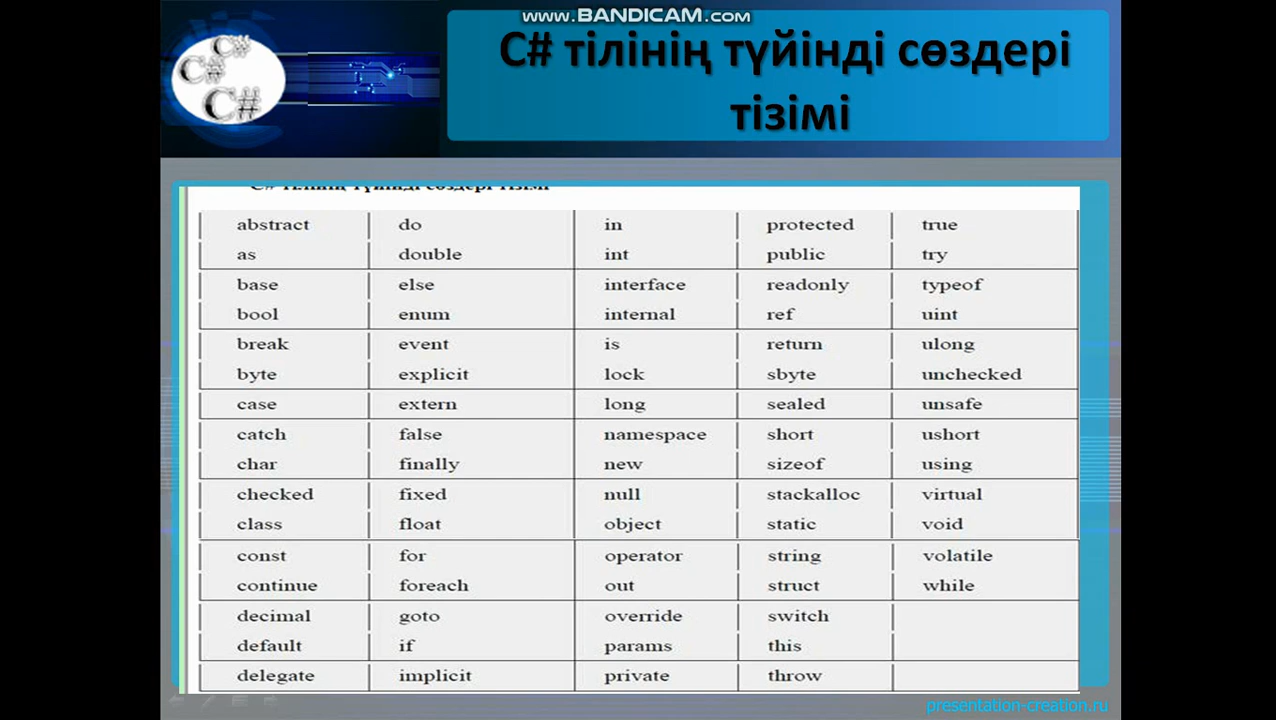 www.BANDICAM.com
C# тілінің түйінді сөздері
тізімі
C#
C#
C#
C# тілінің түйінді сөздері тізімі
abstract do in protected true
as double int public try
base else interface readonly typeof
bool enum internal ref uint
break event is return ulong
byte explicit lock sbyte unchecked
case extern long sealed unsafe
catch false namespace short ushort
char finally new sizeof using
checked fixed null stackalloc virtual
class float object static void
const for operator string volatile
continue foreach out struct while
decimal goto override switch
default if params this
delegate implicit private throw
presentation-creation.ru